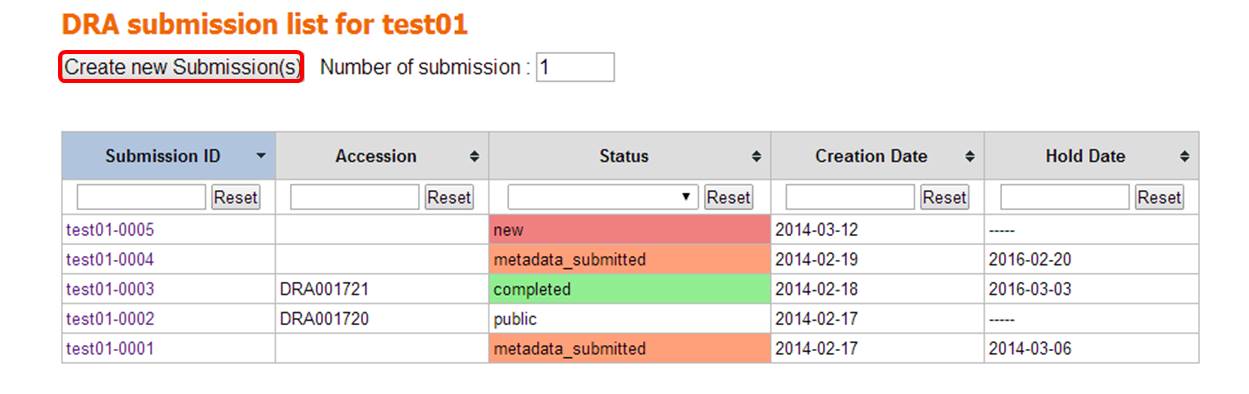 DRA submission list for test01
Create new Submission(s) Number of submission : 1
Submission ID Accession Status Creation Date Hold Date
Reset Reset Reset Reset Reset
test01-0005 new 2014-03-12 -----
test01-0004 metadata_submitted 2014-02-19 2016-02-20
test01-0003 DRA001721 completed 2014-02-18 2016-03-03
test01-0002 DRA001720 public 2014-02-17 -----
test01-0001 metadata_submitted 2014-02-17 2014-03-06